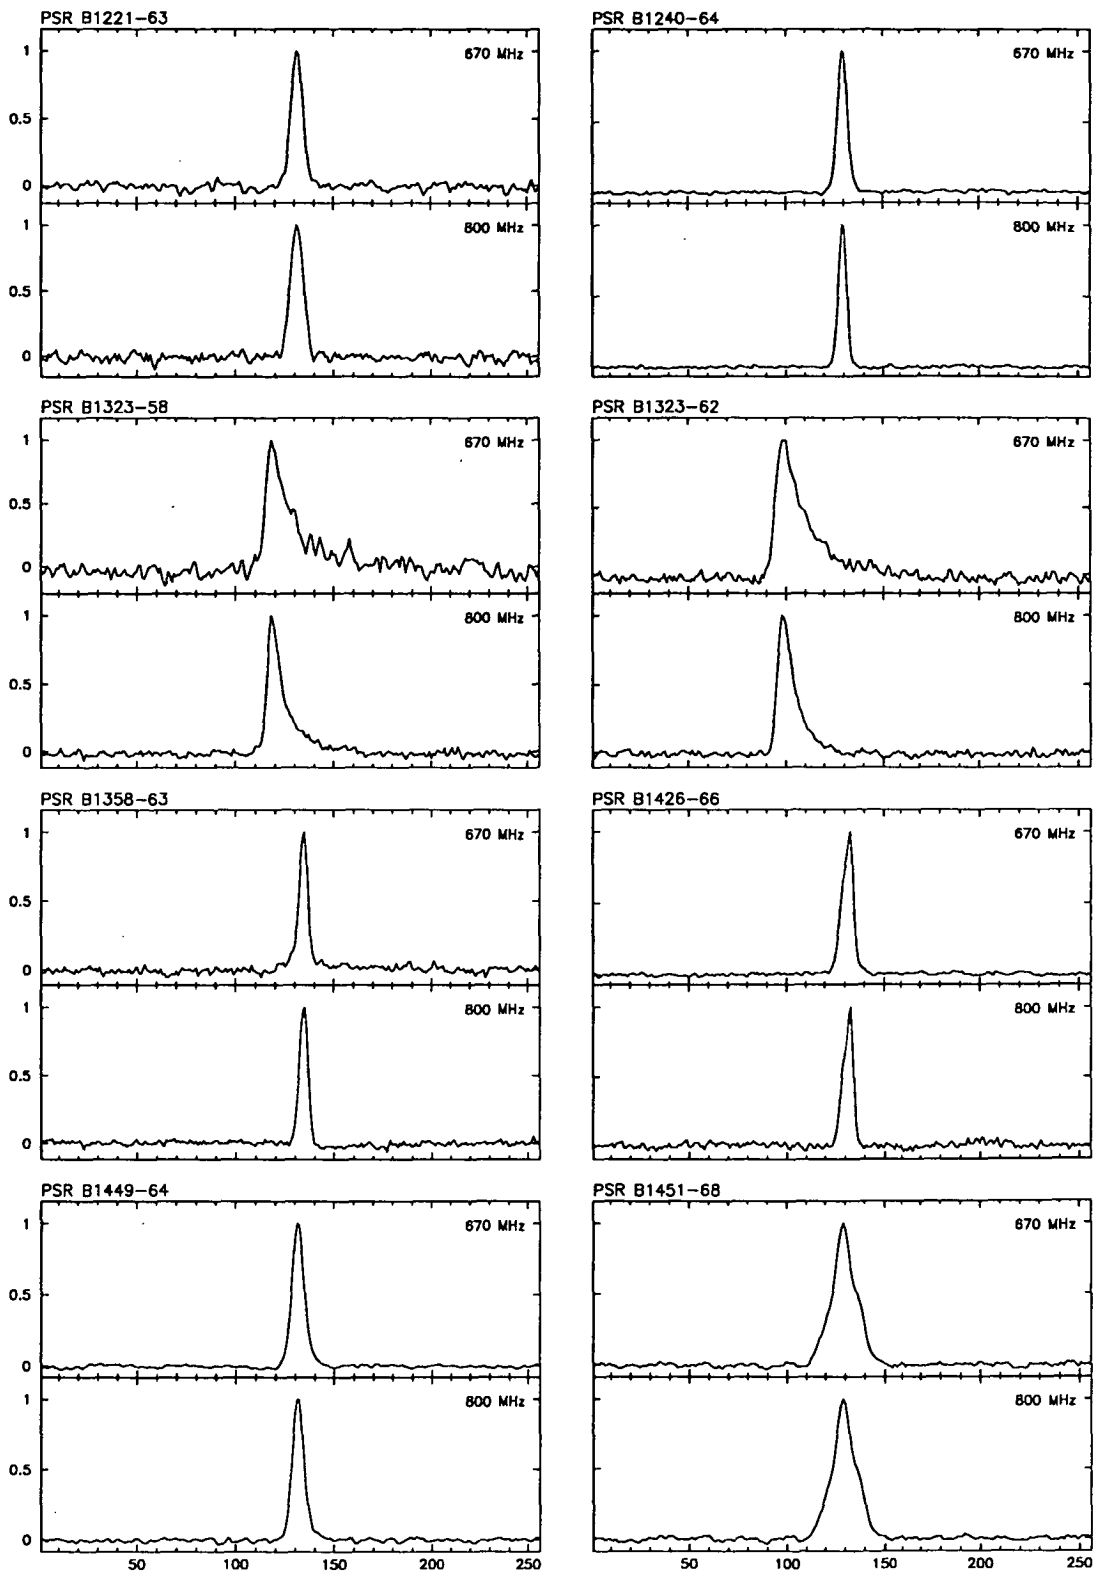 PSR B1221-63
PSR B1240-64
1
670 MHz
670 MHz
0.5
0
1
800 MHz
800 MHz
0.5
0
PSR B1323-58
PSR B1323-62
1
670 MHz
670 MHz
0.5
0
1
800 MHz
800 MHz
0.5
0
PSR B1358-63
PSR B1426-66
1
670 MHz
670 MHz
0.5
0
1
800 MHz
800 MHz
0.5
0
PSR B1449-64
PSR B1451-68
1
670 MHz
670 MHz
0.5
0
1
800 MHz
800 MHz
0.5
0
50 100 150 200 250
50 100 150 200 250